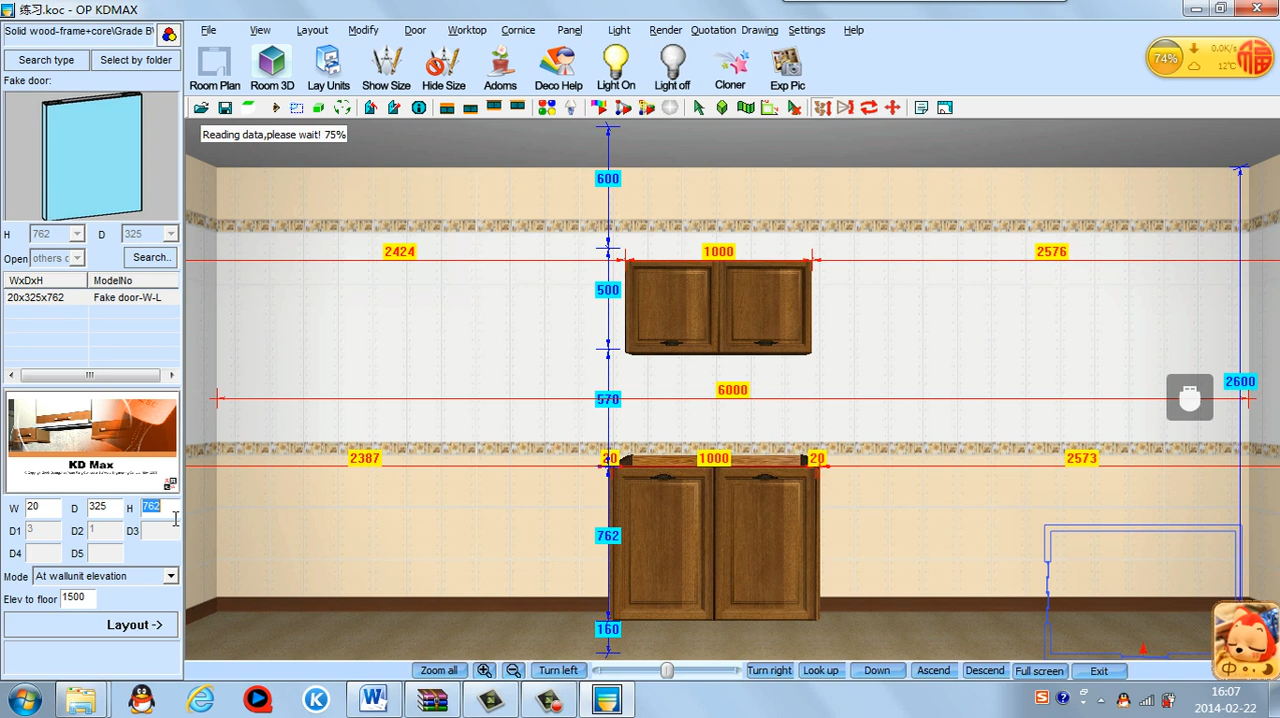 练习.koc - OP KDMAX
Solid wood-frame+core\Grade B\
Search type
Select by folder
Fake door:
H 762 D 325
Open others c
Search..
WxDxH ModelNo
20x325x762 Fake door-W-L
KD Max
W 20 D 325 H 762
D1 3 D2 1 D3
D4 D5
Mode At wallunit elevation
Elev to floor 1500
Layout ->
File View Layout Modify Door Worktop Cornice Panel Light Render Quotation Drawing Settings Help
Room Plan Room 3D Lay Units Show Size Hide Size Adorns Deco Help Light On Light off Cloner Exp Pic
74% 0.0K/s
12℃
福
Reading data,please wait! 75%
600
2424 1000 2576
500
2600
6000
570
2387 20 1000 20 2573
762
160
Zoom all Turn left Turn right Look up Down Ascend Descend Full screen Exit
16:07
2014-02-22